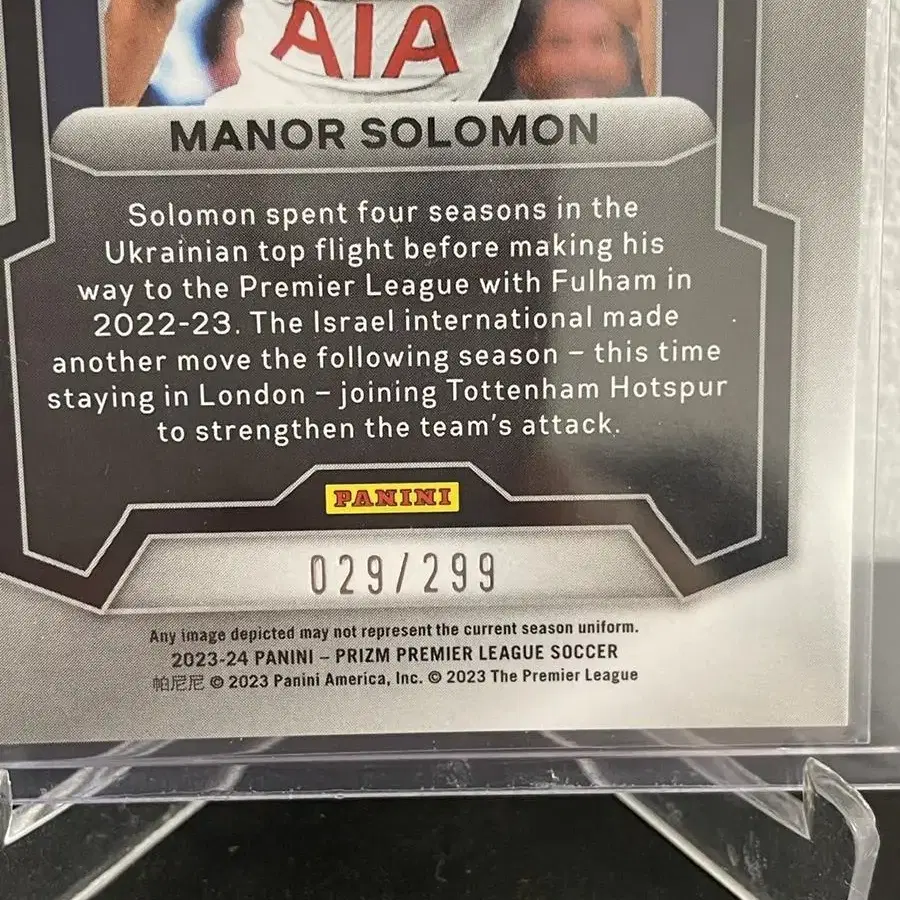 AIA
MANOR SOLOMON
Solomon spent four seasons in the
Ukrainian top flight before making his
way to the Premier League with Fulham in
2022-23. The Israel international made
another move the following season – this time
staying in London – joining Tottenham Hotspur
to strengthen the team's attack.
PANINI
029/299
Any image depicted may not represent the current season uniform.
2023-24 PANINI – PRIZM PREMIER LEAGUE SOCCER
帕尼尼 © 2023 Panini America, Inc. © 2023 The Premier League